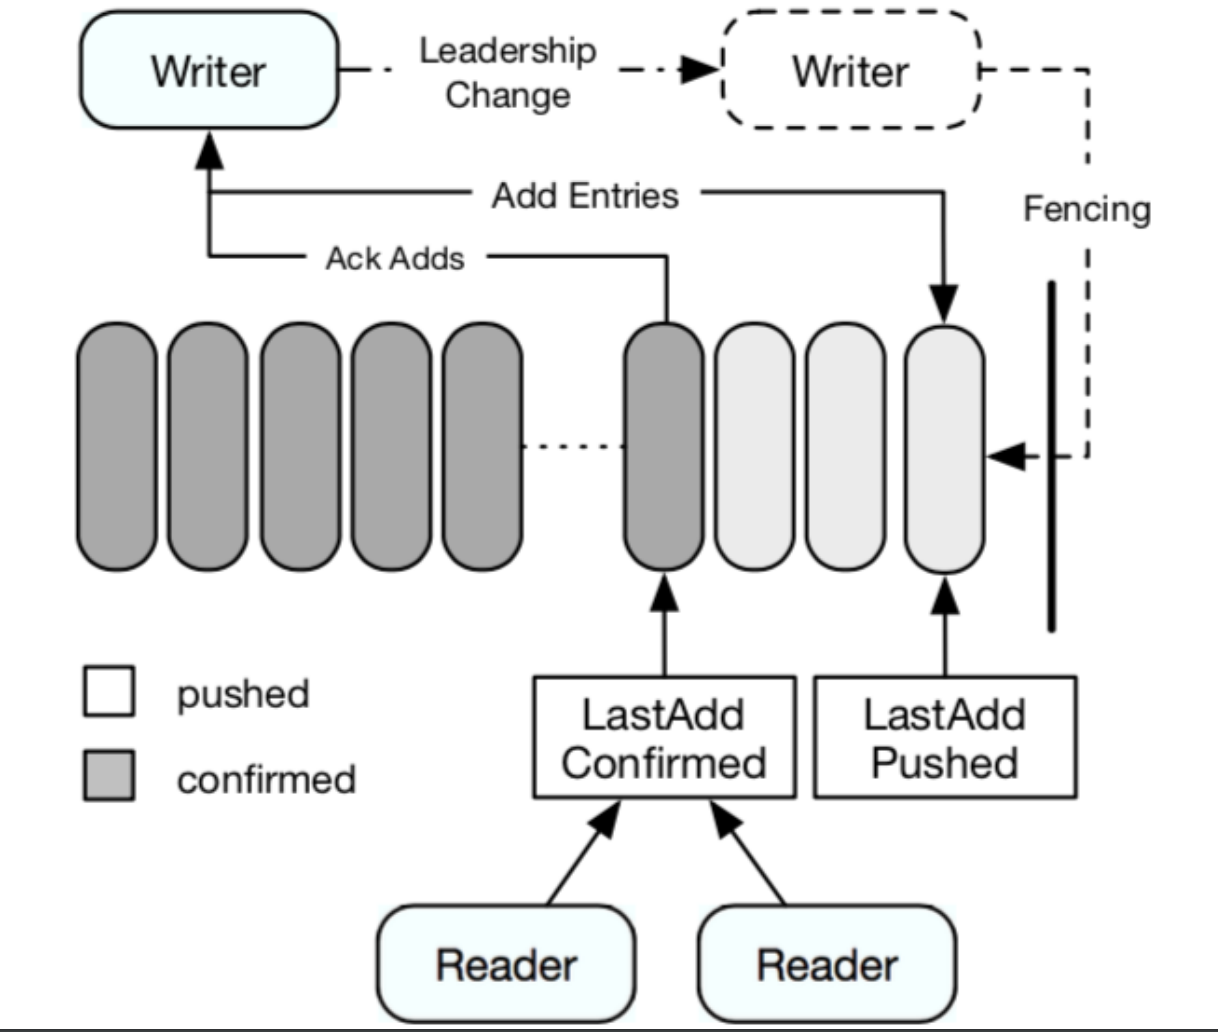 Writer
Leadership
Change
Writer
Add Entries
Fencing
Ack Adds
pushed
confirmed
LastAdd
Confirmed
LastAdd
Pushed
Reader
Reader